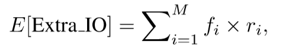 E[Extra_IO] = ∑_{i=1}^{M} f_i × r_i,